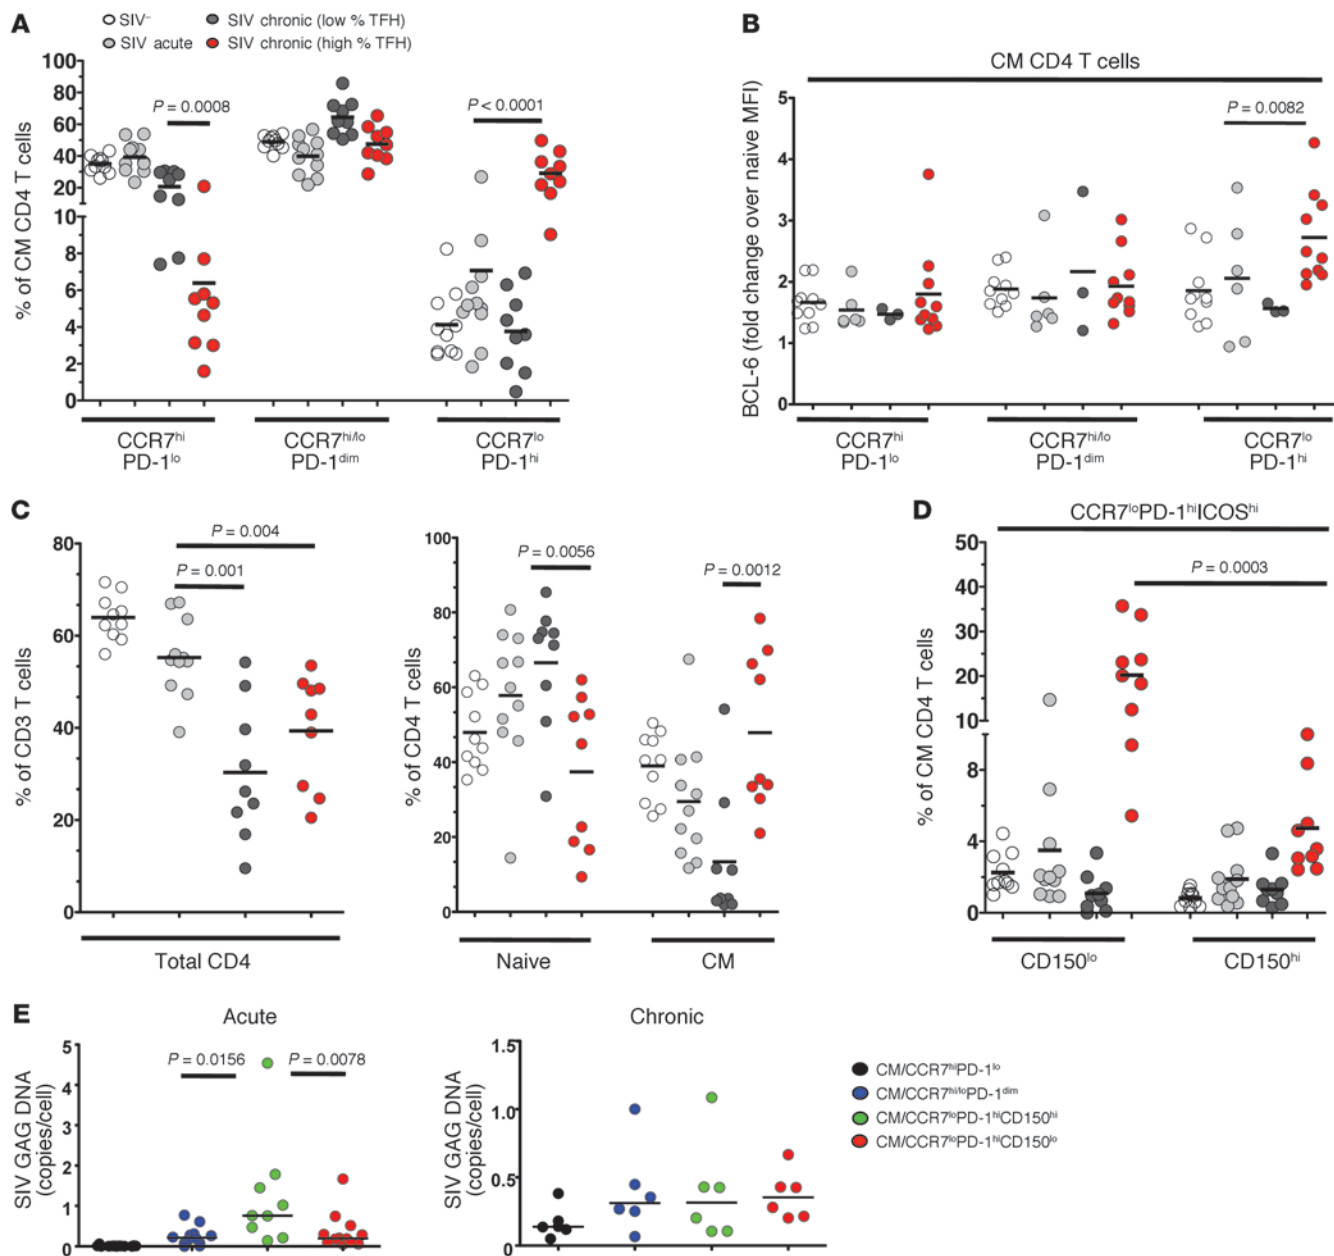 A
SIV⁻
SIV acute
SIV chronic (low % TFH)
SIV chronic (high % TFH)
% of CM CD4 T cells
100
80
60
40
20
10
8
6
4
2
0
P = 0.0008
P < 0.0001
CCR7hi
PD-1lo
CCR7hi/lo
PD-1dim
CCR7lo
PD-1hi
B
CM CD4 T cells
BCL-6 (fold change over naive MFI)
5
4
3
2
1
0
P = 0.0082
CCR7hi
PD-1lo
CCR7hi/lo
PD-1dim
CCR7lo
PD-1hi
C
% of CD3 T cells
80
60
40
20
0
P = 0.004
P = 0.001
Total CD4
% of CD4 T cells
100
80
60
40
20
0
P = 0.0056
P = 0.0012
Naive
CM
D
CCR7loPD-1hiICOShi
% of CM CD4 T cells
50
40
30
20
10
8
4
0
P = 0.0003
CD150lo
CD150hi
E
Acute
SIV GAG DNA
(copies/cell)
5
4
3
2
1
0
P = 0.0156
P = 0.0078
Chronic
SIV GAG DNA
(copies/cell)
1.5
1.0
0.5
0
CM/CCR7hiPD-1lo
CM/CCR7hi/loPD-1dim
CM/CCR7loPD-1hiCD150hi
CM/CCR7loPD-1hiCD150lo